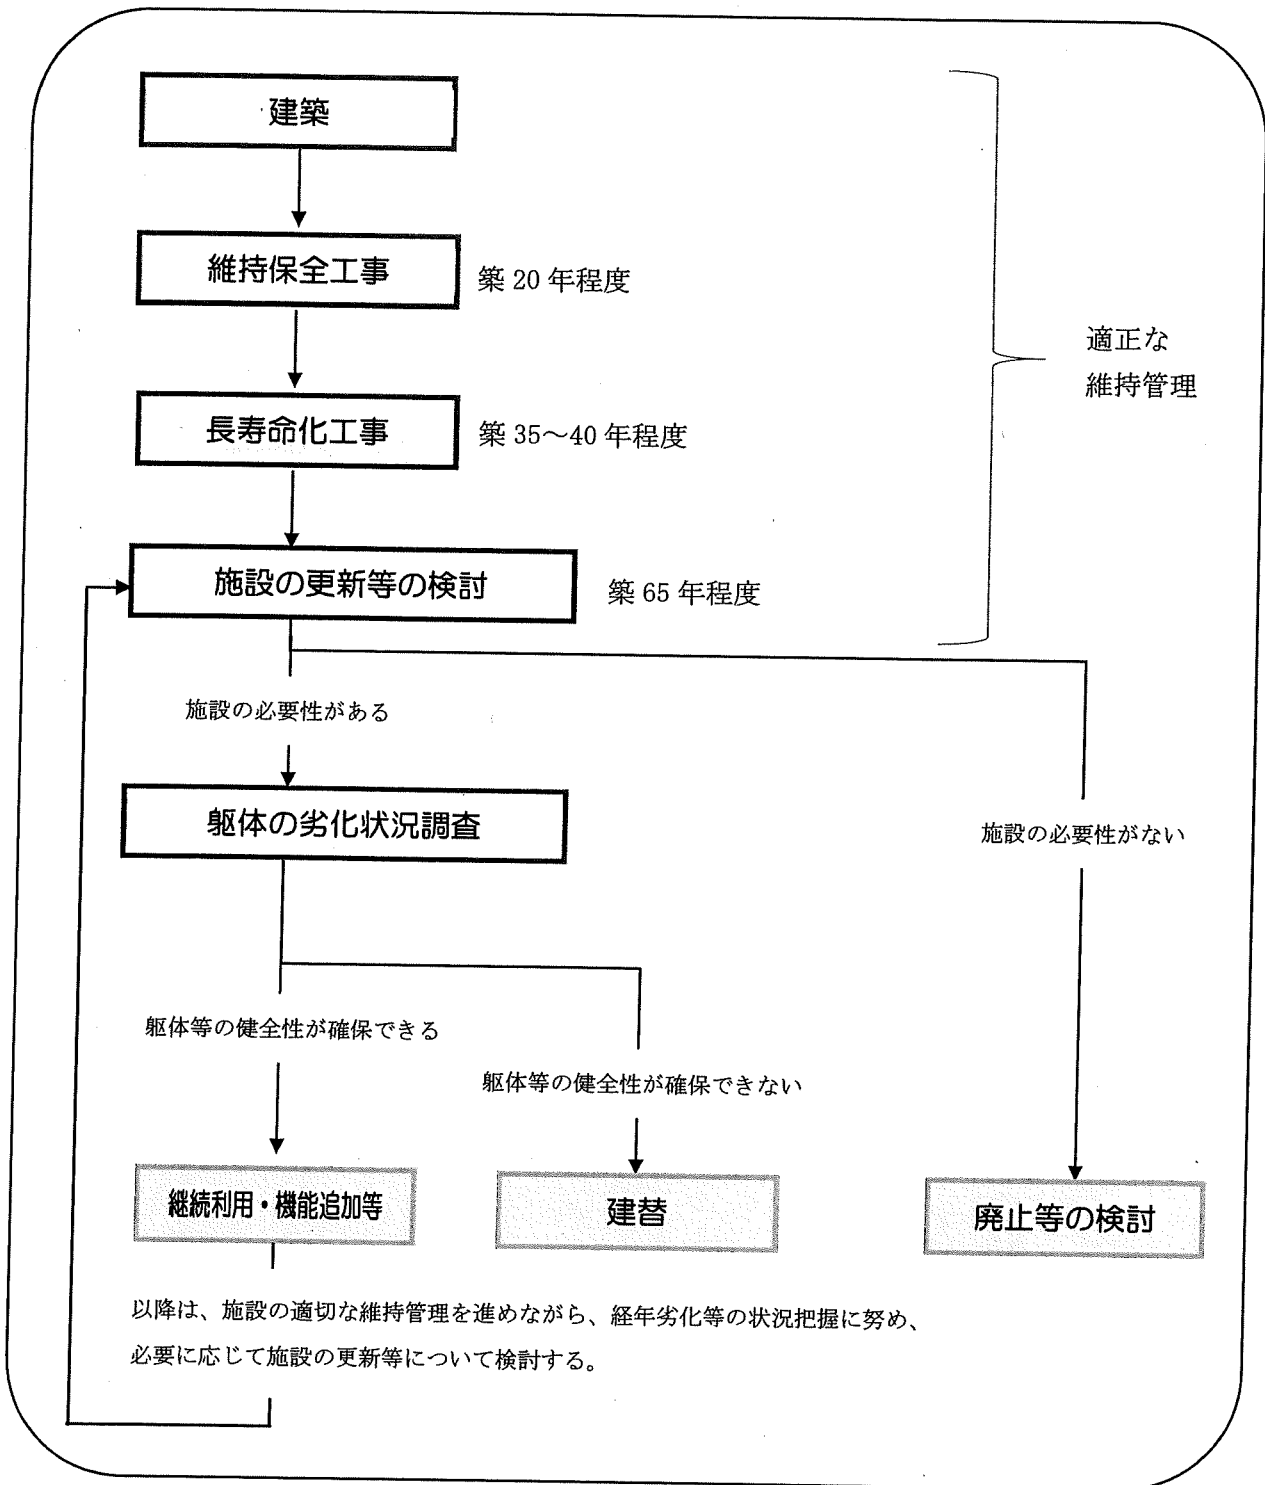 建築
維持保全工事
築 20 年程度
適正な
維持管理
長寿命化工事
築 35～40 年程度
施設の更新等の検討
築 65 年程度
施設の必要性がある
躯体の劣化状況調査
施設の必要性がない
躯体等の健全性が確保できる
躯体等の健全性が確保できない
継続利用・機能追加等
建替
廃止等の検討
以降は、施設の適切な維持管理を進めながら、経年劣化等の状況把握に努め、
必要に応じて施設の更新等について検討する。